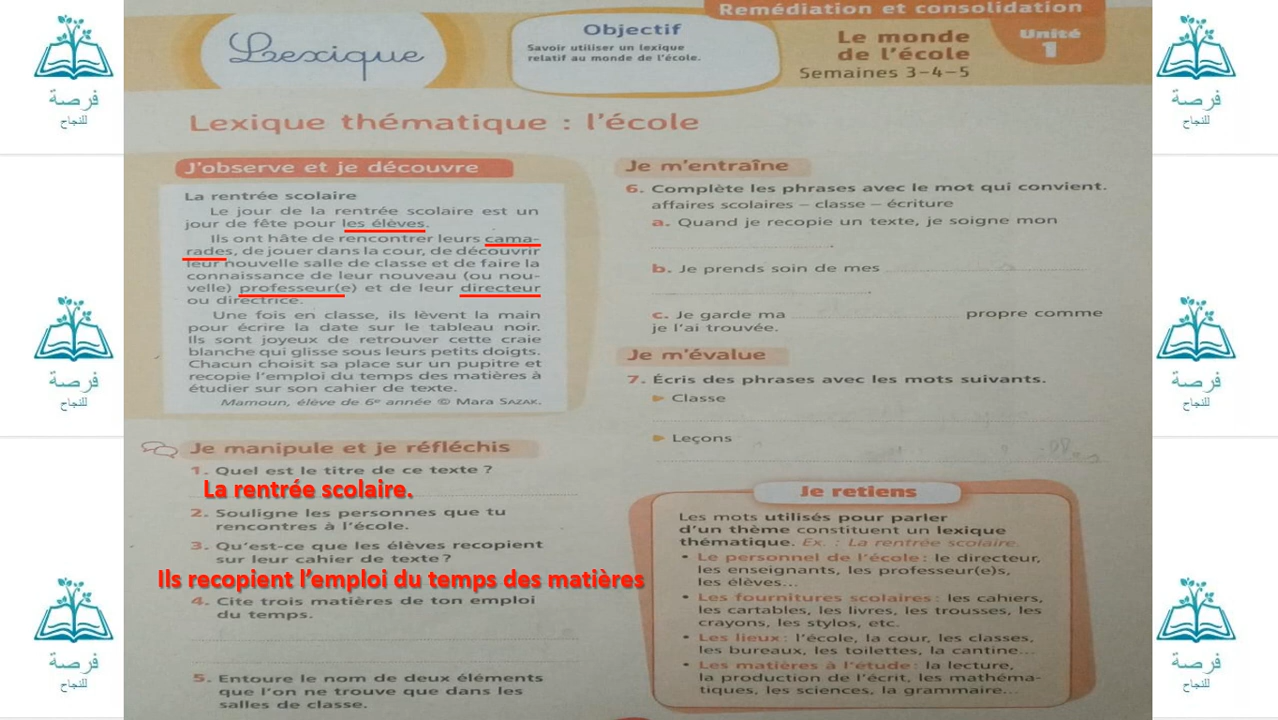 Remédiation et consolidation
Lexique
Objectif
Savoir utiliser un lexique
relatif au monde de l'école.
Le monde
de l'école
Semaines 3-4-5
Unité
1
Lexique thématique : l'école
J'observe et je découvre
La rentrée scolaire
Le jour de la rentrée scolaire est un
jour de fête pour les élèves.
Ils ont hâte de rencontrer leurs cama-
rades, de jouer dans la cour, de découvrir
leur nouvelle salle de classe et de faire la
connaissance de leur nouveau (ou nou-
velle) professeur(e) et de leur directeur
ou directrice.
Une fois en classe, ils lèvent la main
pour écrire la date sur le tableau noir.
Ils sont joyeux de retrouver cette craie
blanche qui glisse sous leurs petits doigts.
Chacun choisit sa place sur un pupitre et
recopie l'emploi du temps des matières à
étudier sur son cahier de texte.
Mamoun, élève de 6e année © Mara SAZAK.
Je manipule et je réfléchis
1. Quel est le titre de ce texte ?
La rentrée scolaire.
2. Souligne les personnes que tu
rencontres à l'école.
3. Qu'est-ce que les élèves recopient
sur leur cahier de texte ?
Ils recopient l'emploi du temps des matières
4. Cite trois matières de ton emploi
du temps.
5. Entoure le nom de deux éléments
que l'on ne trouve que dans les
salles de classe.
Je m'entraîne
6. Complète les phrases avec le mot qui convient.
affaires scolaires – classe – écriture
a. Quand je recopie un texte, je soigne mon
b. Je prends soin de mes
c. Je garde ma propre comme
je l'ai trouvée.
Je m'évalue
7. Écris des phrases avec les mots suivants.
Classe
Leçons
Je retiens
Les mots utilisés pour parler
d'un thème constituent un lexique
thématique. Ex. : La rentrée scolaire.
• Le personnel de l'école : le directeur,
les enseignants, les professeur(e)s,
les élèves...
• Les fournitures scolaires : les cahiers,
les cartables, les livres, les trousses, les
crayons, les stylos, etc.
• Les lieux : l'école, la cour, les classes,
les bureaux, les toilettes, la cantine...
• Les matières à l'étude : la lecture,
la production de l'écrit, les mathéma-
tiques, les sciences, la grammaire...
فرصة
للنجاح
فرصة
للنجاح
فرصة
للنجاح
فرصة
للنجاح
فرصة
للنجاح
فرصة
للنجاح